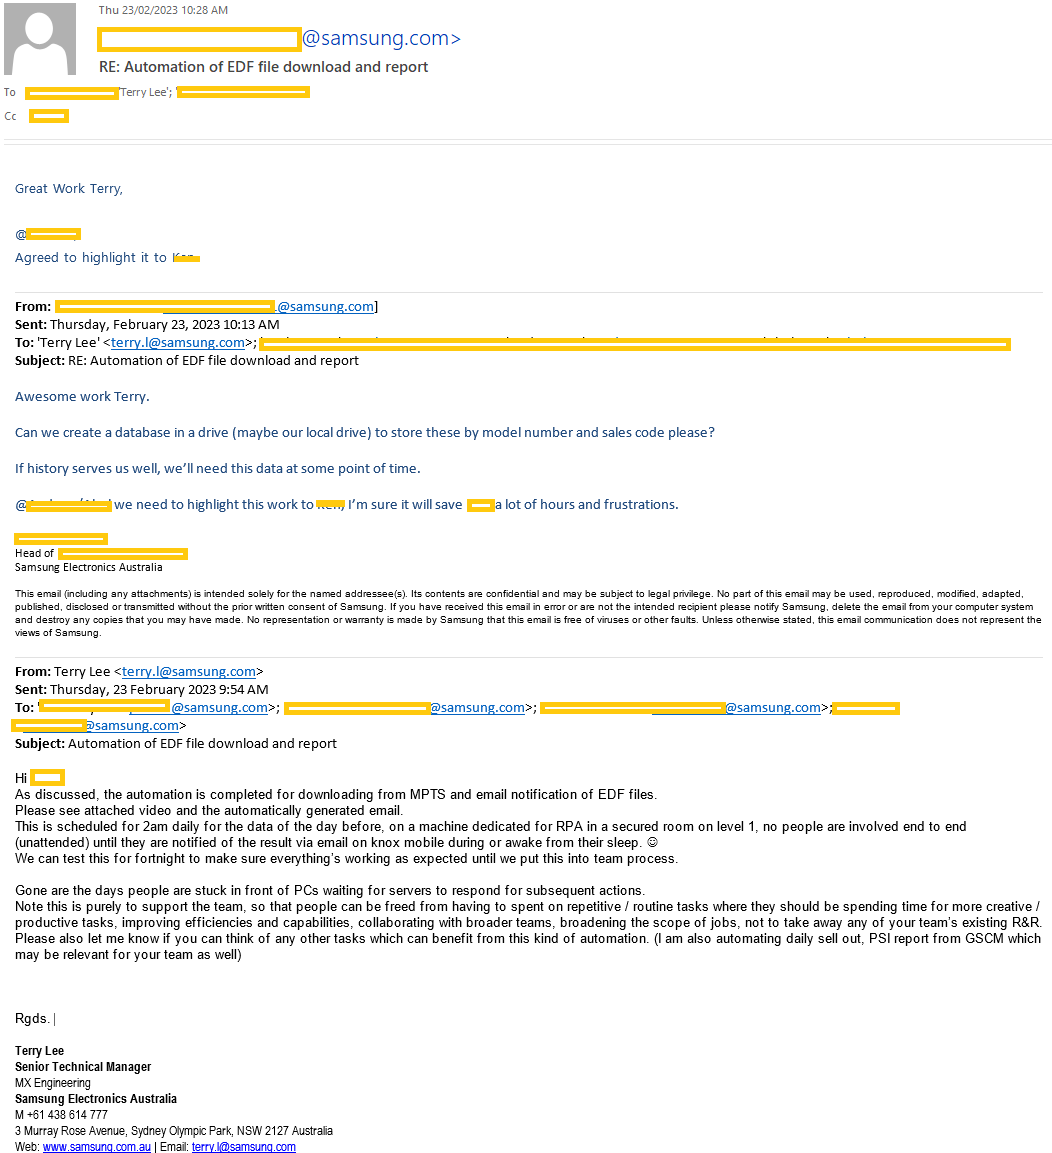 Thu 23/02/2023 10:28 AM
@samsung.com>
RE: Automation of EDF file download and report
To 'Terry Lee'; '
Cc
Great Work Terry,
@
Agreed to highlight it to
From: @samsung.com]
Sent: Thursday, February 23, 2023 10:13 AM
To: 'Terry Lee' <terry.l@samsung.com>;
Subject: RE: Automation of EDF file download and report
Awesome work Terry.
Can we create a database in a drive (maybe our local drive) to store these by model number and sales code please?
If history serves us well, we'll need this data at some point of time.
@ we need to highlight this work to I'm sure it will save a lot of hours and frustrations.
Head of
Samsung Electronics Australia
This email (including any attachments) is intended solely for the named addressee(s). Its contents are confidential and may be subject to legal privilege. No part of this email may be used, reproduced, modified, adapted,
published, disclosed or transmitted without the prior written consent of Samsung. If you have received this email in error or are not the intended recipient please notify Samsung, delete the email from your computer system
and destroy any copies that you may have made. No representation or warranty is made by Samsung that this email is free of viruses or other faults. Unless otherwise stated, this email communication does not represent the
views of Samsung.
From: Terry Lee <terry.l@samsung.com>
Sent: Thursday, 23 February 2023 9:54 AM
To: ' @samsung.com>; @samsung.com>; @samsung.com>;
@samsung.com>
Subject: Automation of EDF file download and report
Hi
As discussed, the automation is completed for downloading from MPTS and email notification of EDF files.
Please see attached video and the automatically generated email.
This is scheduled for 2am daily for the data of the day before, on a machine dedicated for RPA in a secured room on level 1, no people are involved end to end
(unattended) until they are notified of the result via email on knox mobile during or awake from their sleep. ☺
We can test this for fortnight to make sure everything's working as expected until we put this into team process.
Gone are the days people are stuck in front of PCs waiting for servers to respond for subsequent actions.
Note this is purely to support the team, so that people can be freed from having to spent on repetitive / routine tasks where they should be spending time for more creative /
productive tasks, improving efficiencies and capabilities, collaborating with broader teams, broadening the scope of jobs, not to take away any of your team's existing R&R.
Please also let me know if you can think of any other tasks which can benefit from this kind of automation. (I am also automating daily sell out, PSI report from GSCM which
may be relevant for your team as well)
Rgds.
Terry Lee
Senior Technical Manager
MX Engineering
Samsung Electronics Australia
M +61 438 614 777
3 Murray Rose Avenue, Sydney Olympic Park, NSW 2127 Australia
Web: www.samsung.com.au | Email: terry.l@samsung.com